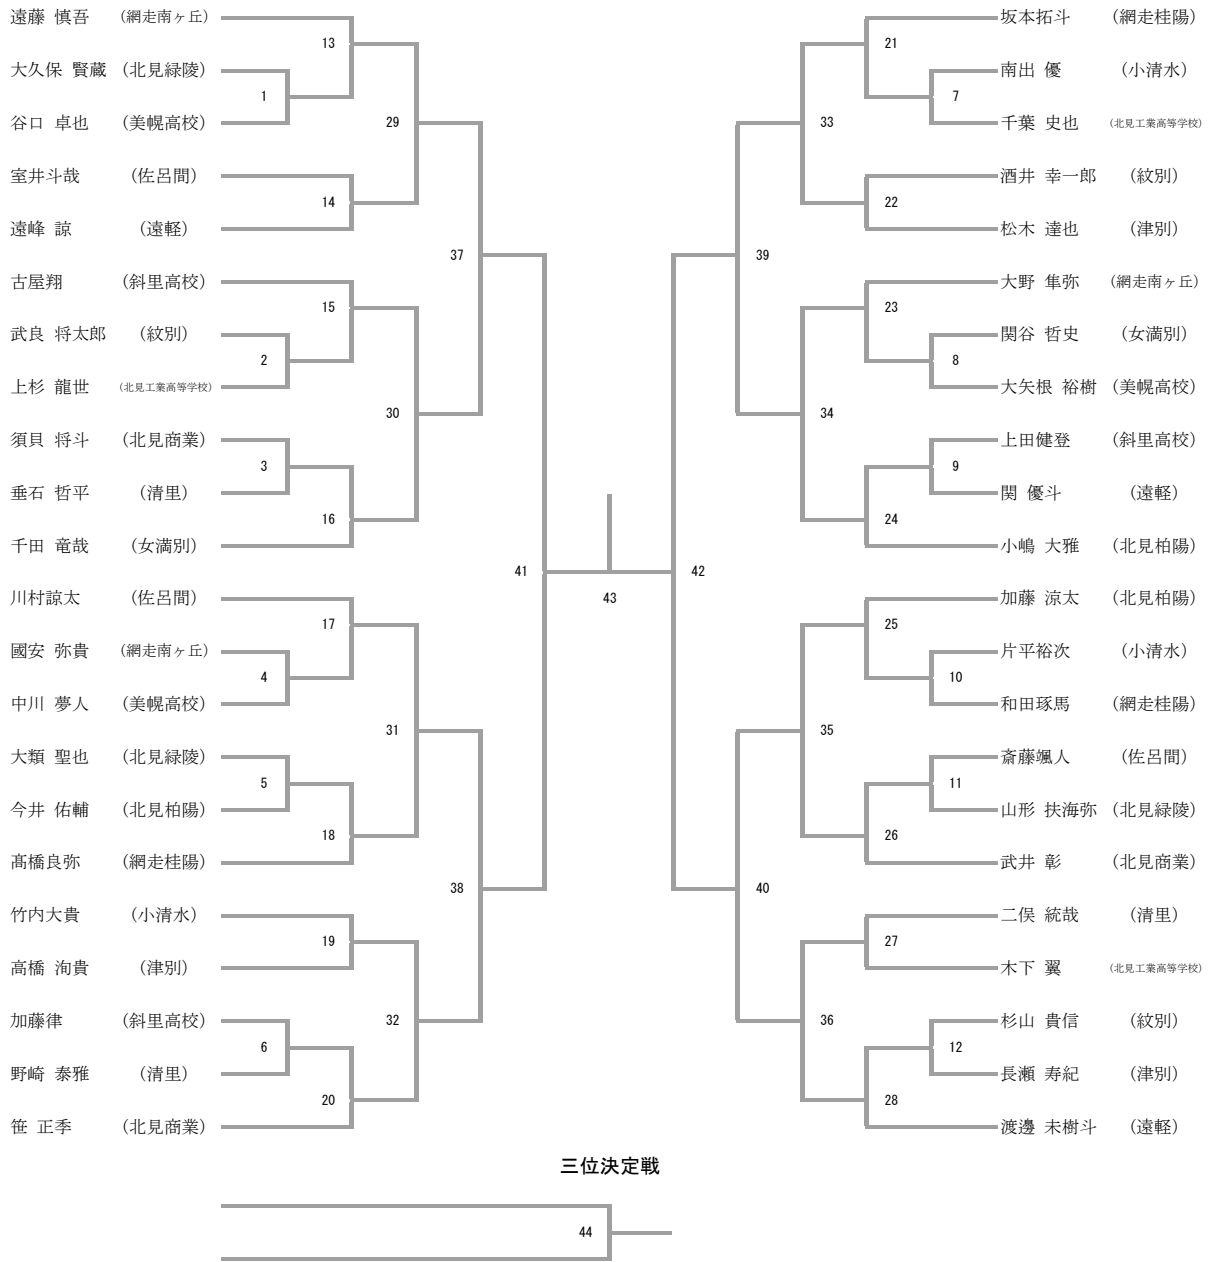 遠藤 慎吾 (網走南ヶ丘)
13
大久保 賢蔵 (北見緑陵)
1
谷口 卓也 (美幌高校)
29
室井斗哉 (佐呂間)
14
遠峰 諒 (遠軽)
37
古屋翔 (斜里高校)
15
武良 将太郎 (紋別)
2
上杉 龍世 (北見工業高等学校)
30
須貝 将斗 (北見商業)
3
垂石 哲平 (清里)
16
千田 竜哉 (女満別)
41
川村諒太 (佐呂間)
17
國安 弥貴 (網走南ヶ丘)
4
中川 夢人 (美幌高校)
31
大類 聖也 (北見緑陵)
5
今井 佑輔 (北見柏陽)
18
髙橋良弥 (網走桂陽)
38
竹内大貴 (小清水)
19
高橋 洵貴 (津別)
32
加藤律 (斜里高校)
6
野崎 泰雅 (清里)
20
笹 正季 (北見商業)
43
坂本拓斗 (網走桂陽)
21
南出 優 (小清水)
7
千葉 史也 (北見工業高等学校)
33
酒井 幸一郎 (紋別)
22
松木 達也 (津別)
39
大野 隼弥 (網走南ヶ丘)
23
関谷 哲史 (女満別)
8
大矢根 裕樹 (美幌高校)
34
上田健登 (斜里高校)
9
関 優斗 (遠軽)
24
小嶋 大雅 (北見柏陽)
42
加藤 涼太 (北見柏陽)
25
片平裕次 (小清水)
10
和田琢馬 (網走桂陽)
35
斎藤颯人 (佐呂間)
11
山形 扶海弥 (北見緑陵)
26
武井 彰 (北見商業)
40
二俣 統哉 (清里)
27
木下 翼 (北見工業高等学校)
36
杉山 貴信 (紋別)
12
長瀬 寿紀 (津別)
28
渡邊 未樹斗 (遠軽)
三位決定戦
44